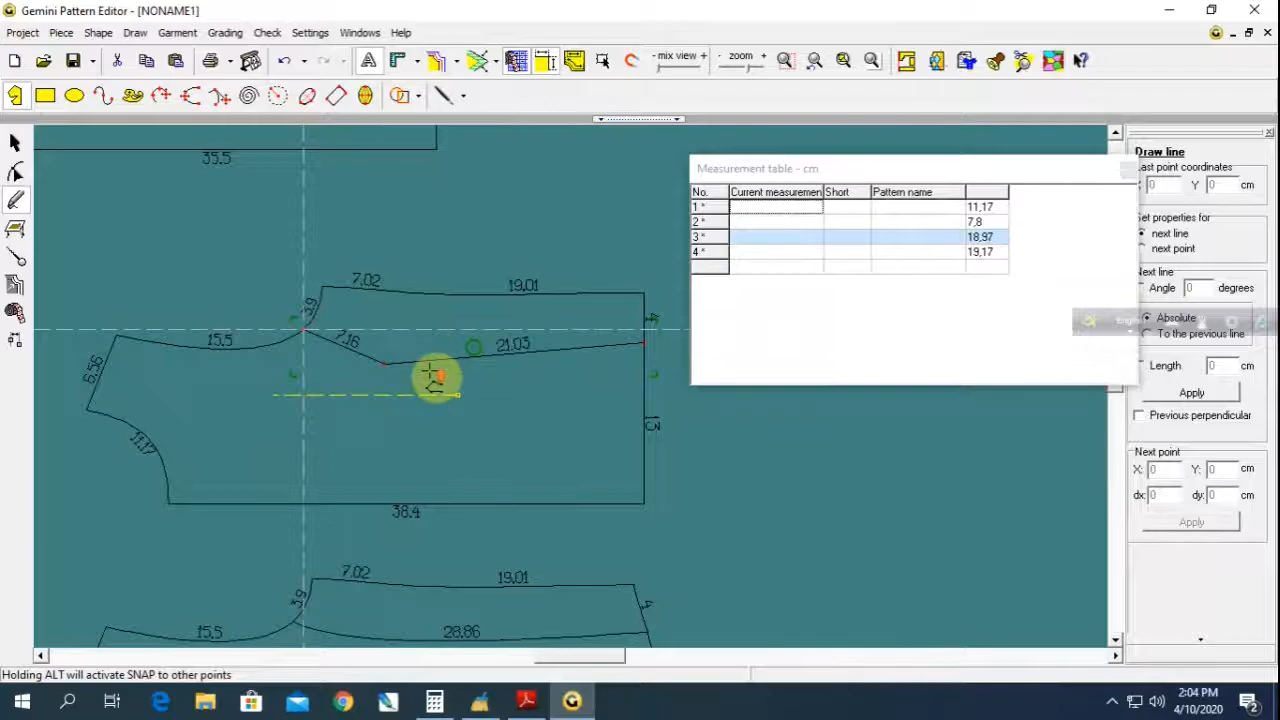 Gemini Pattern Editor - [NONAME1]
Project Piece Shape Draw Garment Grading Check Settings Windows Help
mix view + - zoom +
35.5
Measurement table - cm
No. Current measuremen Short Pattern name
1 * 11,17
2 * 7,8
3 * 18,97
4 * 19,17
7.02 19.01
3.9 4
15.5 7.16 21.03
6.56
11.17 13
38.4
7.02 19.01
3.9 4
15.5 28.86
Draw line
Last point coordinates
X 0 Y 0 cm
Set properties for
next line
next point
Next line
Angle 0 degrees
Absolute
To the previous line
Length 0 cm
Apply
Previous perpendicular
Next point
X: 0 Y: 0 cm
dx: 0 dy: 0 cm
Apply
Holding ALT will activate SNAP to other points
2:04 PM
4/10/2020
2